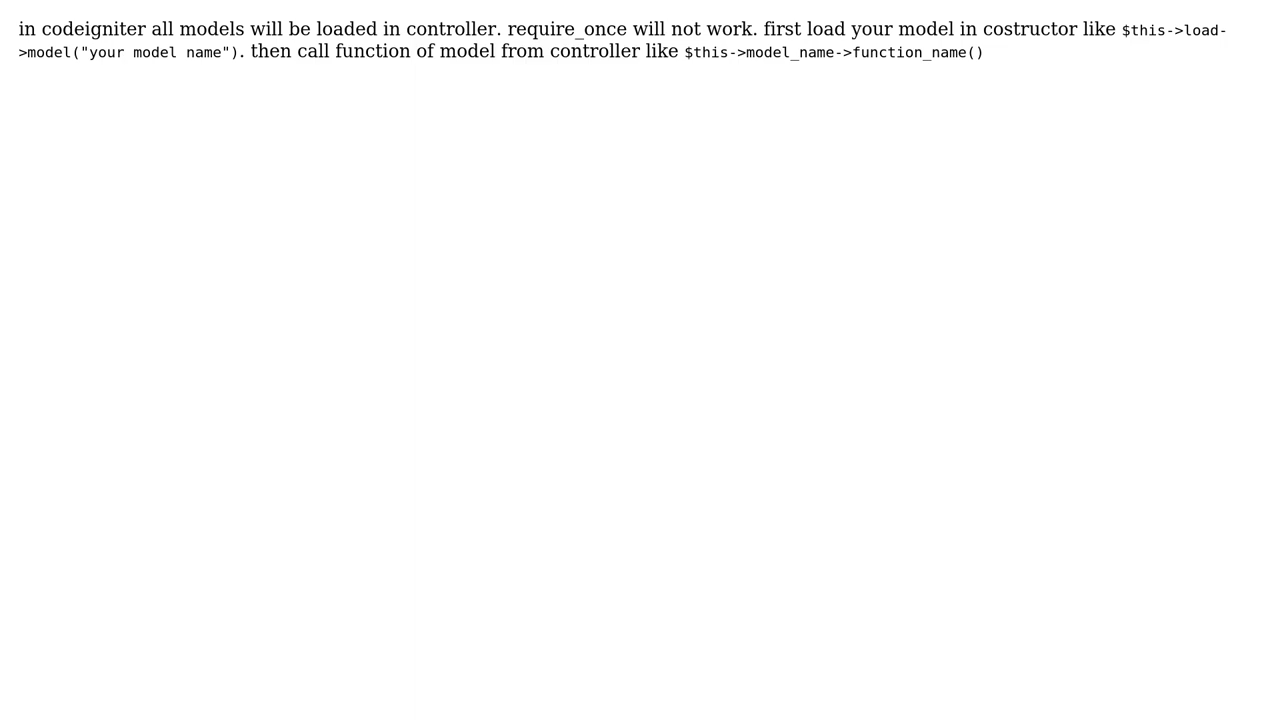 in codeigniter all models will be loaded in controller. require_once will not work. first load your model in costructor like $this->load-
>model("your model name"). then call function of model from controller like $this->model_name->function_name()